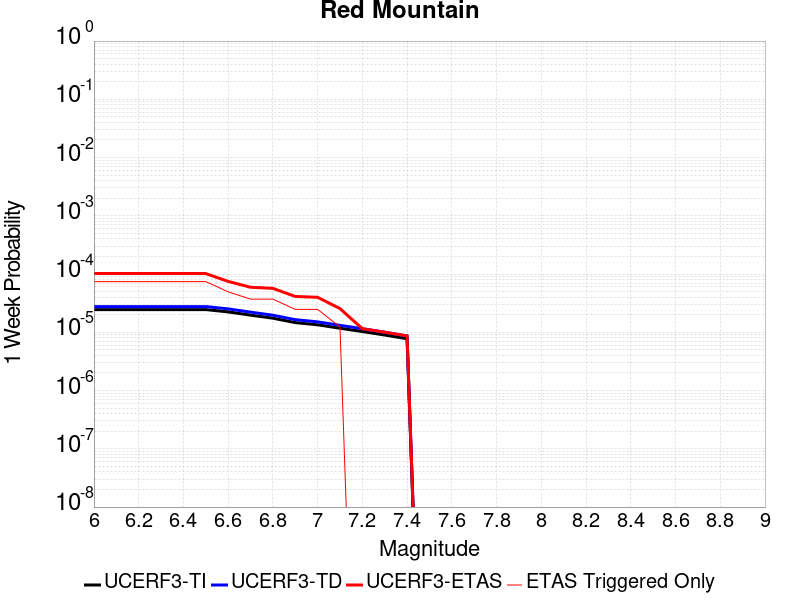 Red Mountain
10^0
10^-1
10^-2
10^-3
10^-4
10^-5
10^-6
10^-7
10^-8
1 Week Probability
6 6.2 6.4 6.6 6.8 7 7.2 7.4 7.6 7.8 8 8.2 8.4 8.6 8.8 9
Magnitude
UCERF3-TI UCERF3-TD UCERF3-ETAS ETAS Triggered Only